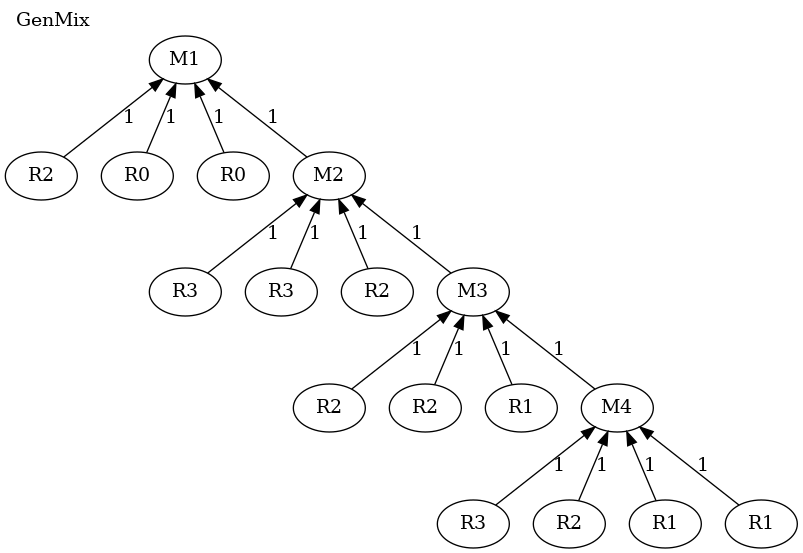 GenMix
M1
1 1 1 1
R2 R0 R0 M2
1 1 1 1
R3 R3 R2 M3
1 1 1 1
R2 R2 R1 M4
1 1 1 1
R3 R2 R1 R1